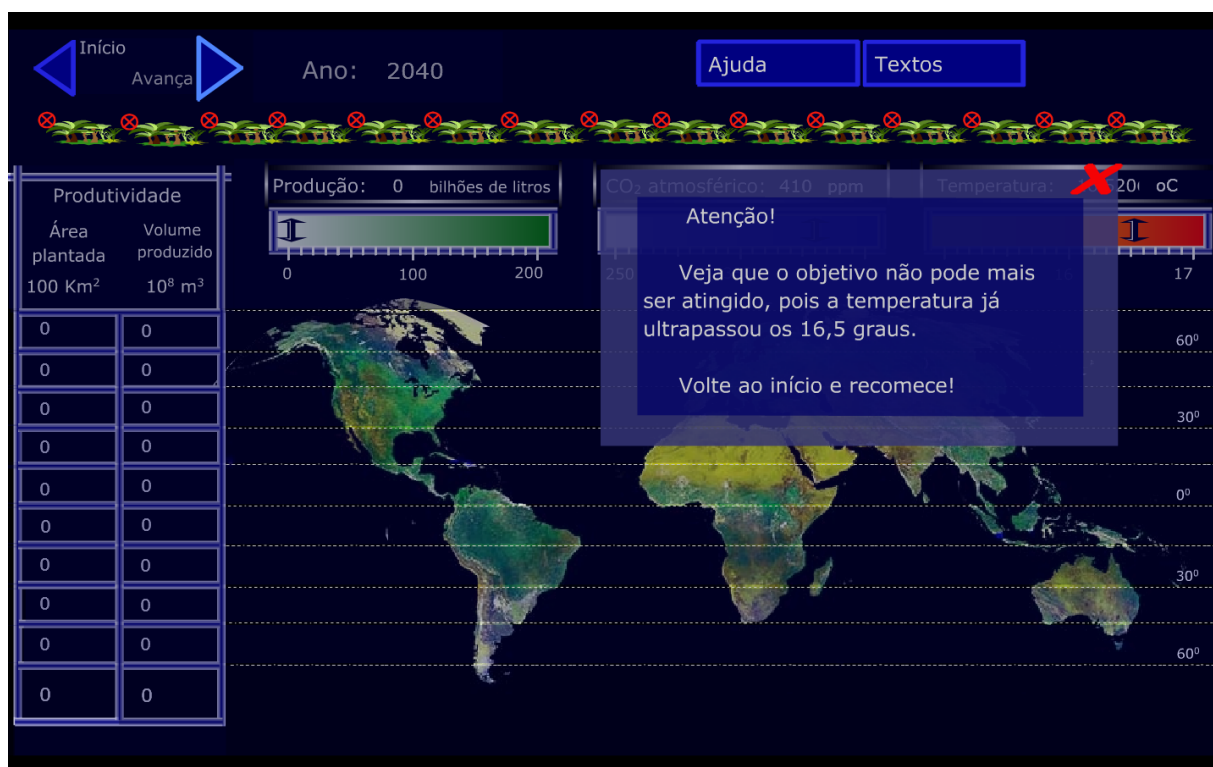 Início
Avança
Ano: 2040
Ajuda
Textos
Produção: 0 bilhões de litros
CO₂ atmosférico: 410 ppm
Temperatura: oC
0 100 200
250
17
Produtividade
Área plantada
Volume produzido
100 Km²
10⁸ m³
0 0
0 0
0 0
0 0
0 0
0 0
0 0
0 0
0 0
0 0
Atenção!
Veja que o objetivo não pode mais
ser atingido, pois a temperatura já
ultrapassou os 16,5 graus.
Volte ao início e recomece!
60⁰
30⁰
0⁰
30⁰
60⁰